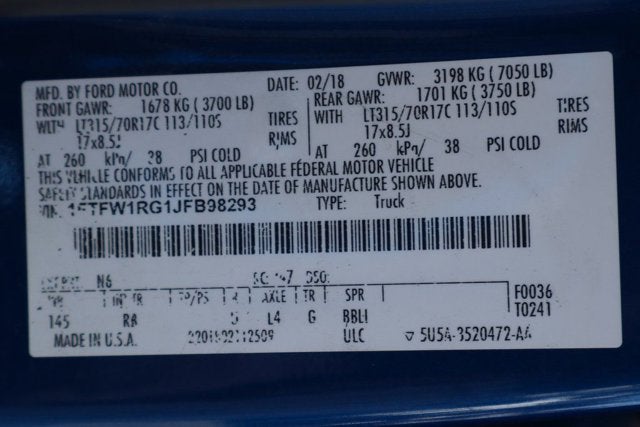 MFD. BY FORD MOTOR CO. DATE: 02/18 GVWR: 3198 KG ( 7050 LB)
FRONT GAWR: 1678 KG ( 3700 LB) REAR GAWR: 1701 KG ( 3750 LB)
LT315/70R17C 113/110S TIRES WITH LT315/70R17C 113/110S TIRES
17x8.5J RIMS 17x8.5J RIMS
AT 260 kPa/ 38 PSI COLD AT 260 kPa/ 38 PSI COLD
THIS VEHICLE CONFORMS TO ALL APPLICABLE FEDERAL MOTOR VEHICLE
SAFETY STANDARDS IN EFFECT ON THE DATE OF MANUFACTURE SHOWN ABOVE.
VIN: 1FTFW1RG1JFB98293 TYPE: Truck
N6
AXLE TR SPR F0036
145 L4 G BBLI T0241
MADE IN U.S.A. ULC ▽ 5U5A-3520472-AA